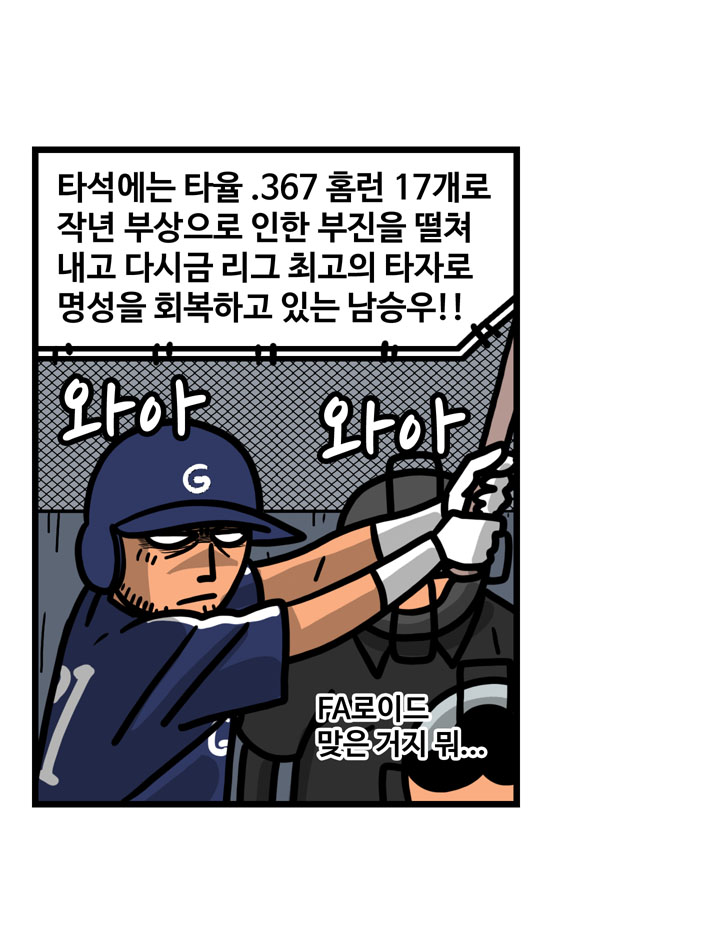 타석에는 타율 .367 홈런 17개로
작년 부상으로 인한 부진을 떨쳐
내고 다시금 리그 최고의 타자로
명성을 회복하고 있는 남승우!!
와아
와아
G
FA로이드
맞은 거지 뭐...